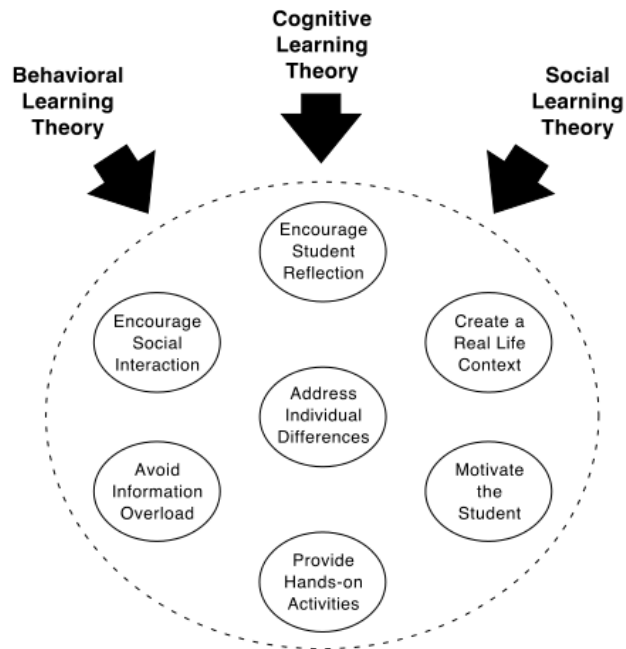 Cognitive
Learning
Theory
Behavioral
Learning
Theory
Social
Learning
Theory
Encourage
Student
Reflection
Encourage
Social
Interaction
Create a
Real Life
Context
Address
Individual
Differences
Avoid
Information
Overload
Motivate
the
Student
Provide
Hands-on
Activities